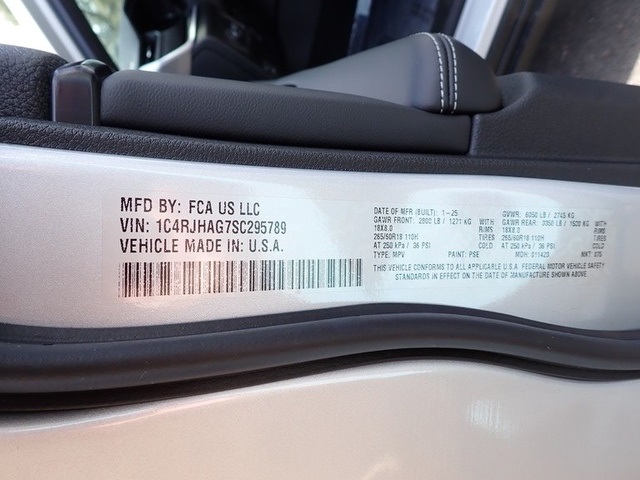 MFD BY: FCA US LLC
VIN: 1C4RJHAG7SC295789
VEHICLE MADE IN: U.S.A.
DATE OF MFR (BUILT): 1-25 GVWR: 6050 LB / 2745 KG
GAWR FRONT: 2800 LB / 1271 KG GAWR REAR: 3350 LB / 1520 KG
18X8.0 RIMS 18X8.0 RIMS
265/60R18 110H TIRES 265/60R18 110H TIRES
AT 250 kPa / 36 PSI COLD AT 250 kPa / 36 PSI COLD
TYPE: MPV PAINT: PSE MDH: 011423 MKT:
THIS VEHICLE CONFORMS TO ALL APPLICABLE U.S.A. FEDERAL MOTOR VEHICLE SAFETY
STANDARDS IN EFFECT ON THE DATE OF MANUFACTURE SHOWN ABOVE.